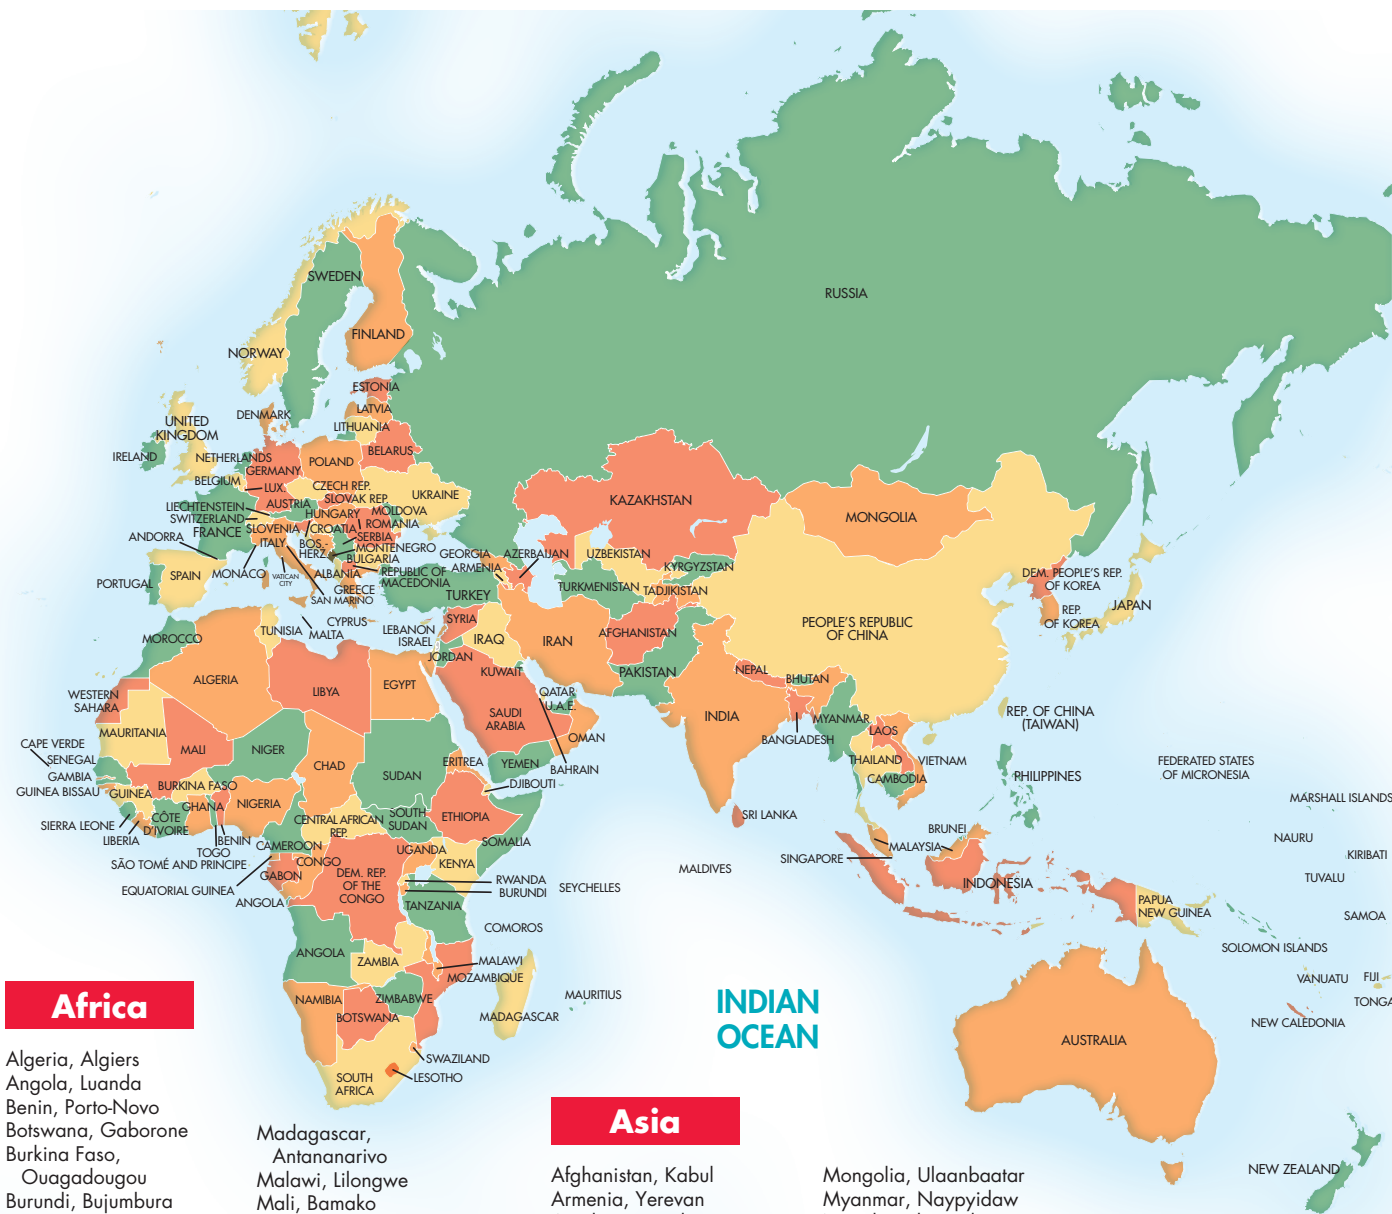 RUSSIA
SWEDEN
FINLAND
NORWAY
ESTONIA
LATVIA
LITHUANIA
DENMARK
UNITED
KINGDOM
IRELAND
NETHERLANDS
GERMANY
BELGIUM
LUX.
POLAND
BELARUS
CZECH REP.
SLOVAK REP.
UKRAINE
LIECHTENSTEIN
AUSTRIA
SWITZERLAND
HUNGARY
MOLDOVA
FRANCE
SLOVENIA
CROATIA
ROMANIA
ANDORRA
ITALY
BOS.-
HERZ.
SERBIA
MONTENEGRO
BULGARIA
PORTUGAL
SPAIN
MONACO
VATICAN
CITY
ALBANIA
REPUBLIC OF
MACEDONIA
GREECE
SAN MARINO
GEORGIA
ARMENIA
AZERBAIJAN
TURKEY
KAZAKHSTAN
UZBEKISTAN
TURKMENISTAN
KYRGYZSTAN
TADJIKISTAN
MONGOLIA
PEOPLE'S REPUBLIC
OF CHINA
DEM. PEOPLE'S REP.
OF KOREA
REP.
OF KOREA
JAPAN
MOROCCO
TUNISIA
MALTA
CYPRUS
LEBANON
ISRAEL
SYRIA
IRAQ
IRAN
AFGHANISTAN
JORDAN
KUWAIT
PAKISTAN
NEPAL
BHUTAN
ALGERIA
LIBYA
EGYPT
WESTERN
SAHARA
SAUDI
ARABIA
QATAR
U.A.E.
OMAN
BAHRAIN
YEMEN
INDIA
BANGLADESH
MYANMAR
LAOS
THAILAND
VIETNAM
CAMBODIA
REP. OF CHINA
(TAIWAN)
PHILIPPINES
MAURITANIA
MALI
NIGER
CHAD
SUDAN
ERITREA
DJIBOUTI
CAPE VERDE
SENEGAL
GAMBIA
GUINEA BISSAU
GUINEA
BURKINA FASO
SIERRA LEONE
LIBERIA
CÔTE
D'IVOIRE
GHANA
TOGO
BENIN
NIGERIA
CENTRAL AFRICAN
REP.
SOUTH
SUDAN
ETHIOPIA
SOMALIA
CAMEROON
SÃO TOMÉ AND PRINCIPE
EQUATORIAL GUINEA
GABON
CONGO
DEM. REP.
OF THE
CONGO
UGANDA
KENYA
RWANDA
BURUNDI
TANZANIA
SEYCHELLES
ANGOLA
COMOROS
ANGOLA
ZAMBIA
MALAWI
MOZAMBIQUE
NAMIBIA
ZIMBABWE
BOTSWANA
MADAGASCAR
MAURITIUS
SWAZILAND
LESOTHO
SOUTH
AFRICA
SRI LANKA
MALDIVES
BRUNEI
MALAYSIA
SINGAPORE
INDONESIA
FEDERATED STATES
OF MICRONESIA
MARSHALL ISLANDS
NAURU
KIRIBATI
TUVALU
PAPUA
NEW GUINEA
SAMOA
SOLOMON ISLANDS
VANUATU
FIJI
TONGA
NEW CALEDONIA
INDIAN
OCEAN
AUSTRALIA
NEW ZEALAND
Africa
Algeria, Algiers
Angola, Luanda
Benin, Porto-Novo
Botswana, Gaborone
Burkina Faso,
Ouagadougou
Burundi, Bujumbura
Madagascar,
Antananarivo
Malawi, Lilongwe
Mali, Bamako
Asia
Afghanistan, Kabul
Armenia, Yerevan
Mongolia, Ulaanbaatar
Myanmar, Naypyidaw